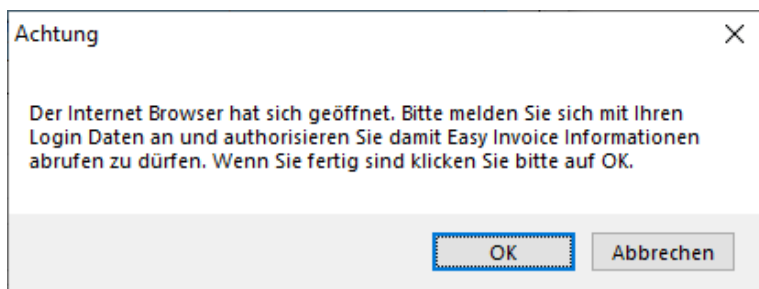 Achtung
Der Internet Browser hat sich geöffnet. Bitte melden Sie sich mit Ihren
Login Daten an und authorisieren Sie damit Easy Invoice Informationen
abrufen zu dürfen. Wenn Sie fertig sind klicken Sie bitte auf OK.
OK
Abbrechen